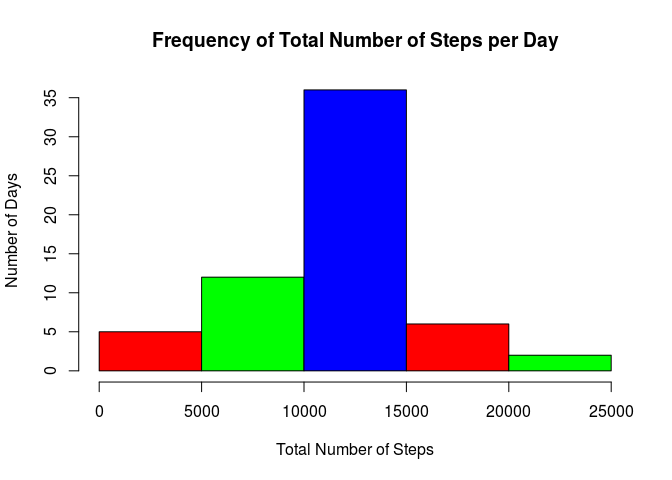 Frequency of Total Number of Steps per Day
Number of Days
35
30
25
20
15
10
5
0
0 5000 10000 15000 20000 25000
Total Number of Steps